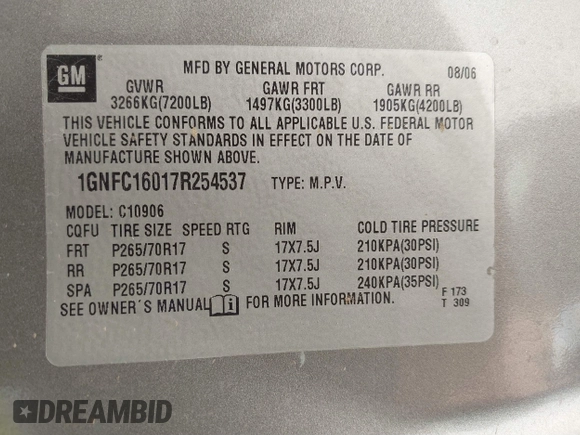 GM ®
MFD BY GENERAL MOTORS CORP. 08/06
GVWR GAWR FRT GAWR RR
3266KG(7200LB) 1497KG(3300LB) 1905KG(4200LB)
THIS VEHICLE CONFORMS TO ALL APPLICABLE U.S. FEDERAL MOTOR
VEHICLE SAFETY STANDARDS IN EFFECT ON THE DATE OF
MANUFACTURE SHOWN ABOVE.
1GNFC16017R254537 TYPE: M.P.V.
MODEL: C10906
CQFU TIRE SIZE SPEED RTG RIM COLD TIRE PRESSURE
FRT P265/70R17 S 17X7.5J 210KPA(30PSI)
RR P265/70R17 S 17X7.5J 210KPA(30PSI)
SPA P265/70R17 S 17X7.5J 240KPA(35PSI)
F 173
SEE OWNER´S MANUAL i FOR MORE INFORMATION. T 309
DREAMBID